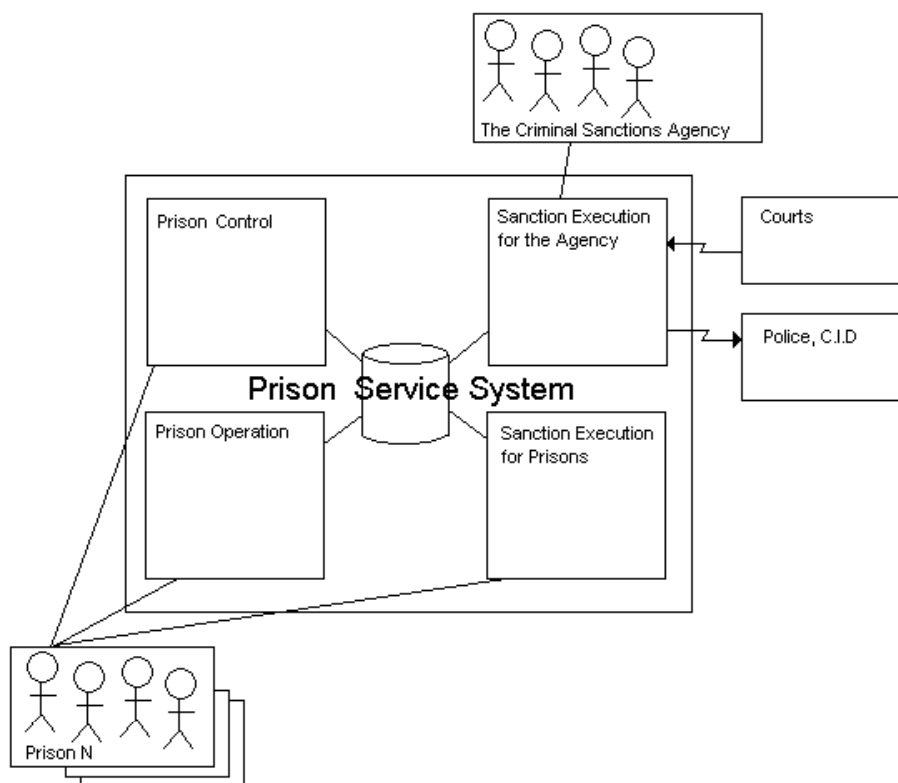 The Criminal Sanctions Agency
Prison Control
Sanction Execution
for the Agency
Courts
Police, C.I.D
Prison Service System
Prison Operation
Sanction Execution
for Prisons
Prison N